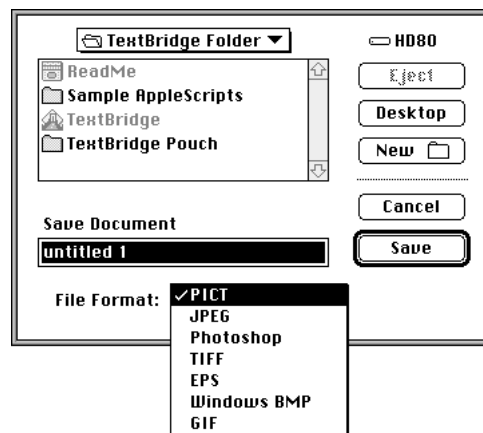 TextBridge Folder
HD80
ReadMe
Sample AppleScripts
TextBridge
TextBridge Pouch
Eject
Desktop
New
Cancel
Save
Save Document
untitled 1
File Format:
✓PICT
JPEG
Photoshop
TIFF
EPS
Windows BMP
GIF